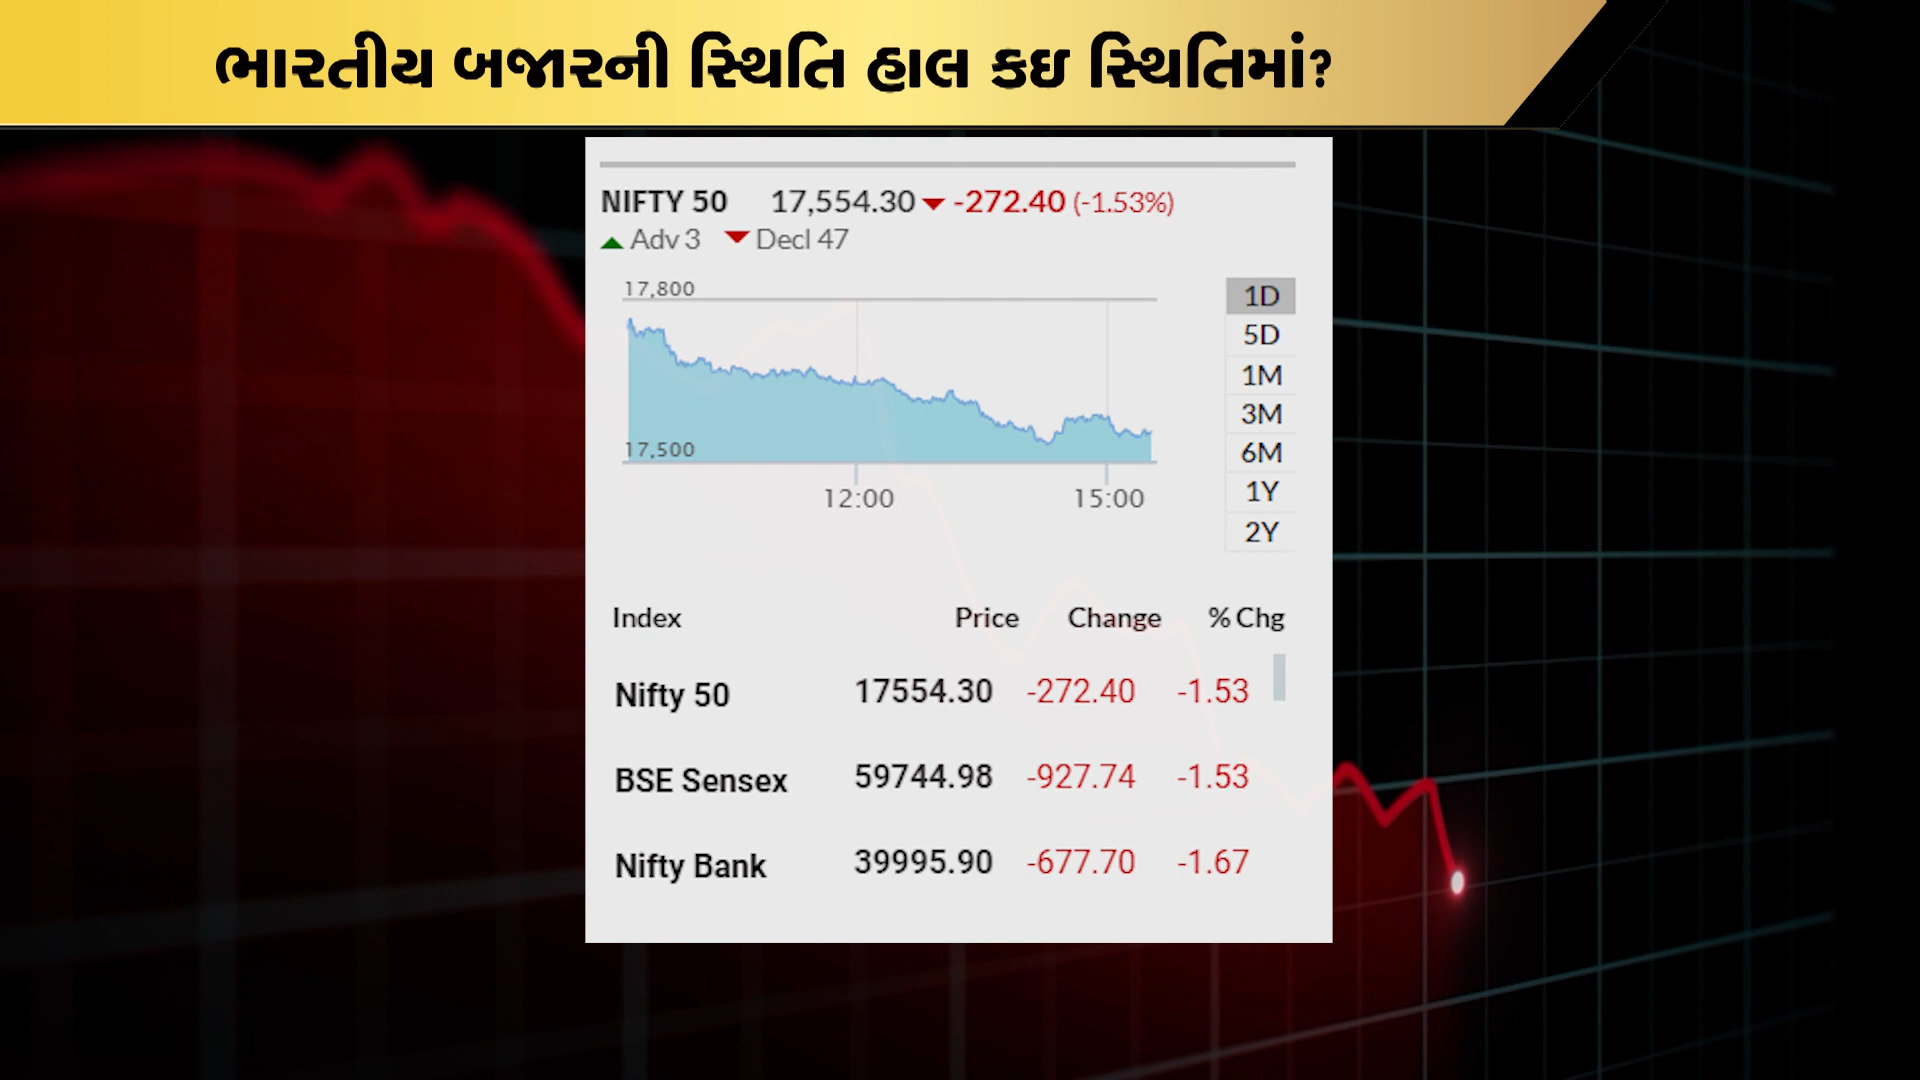 ભારતીય બજારની સ્થિતિ હાલ કઇ સ્થિતિમાં?
NIFTY 50 17,554.30 ▼ -272.40 (-1.53%)
▲ Adv 3 ▼ Decl 47
17,800
17,500
12:00 15:00
1D
5D
1M
3M
6M
1Y
2Y
Index Price Change % Chg
Nifty 50 17554.30 -272.40 -1.53
BSE Sensex 59744.98 -927.74 -1.53
Nifty Bank 39995.90 -677.70 -1.67